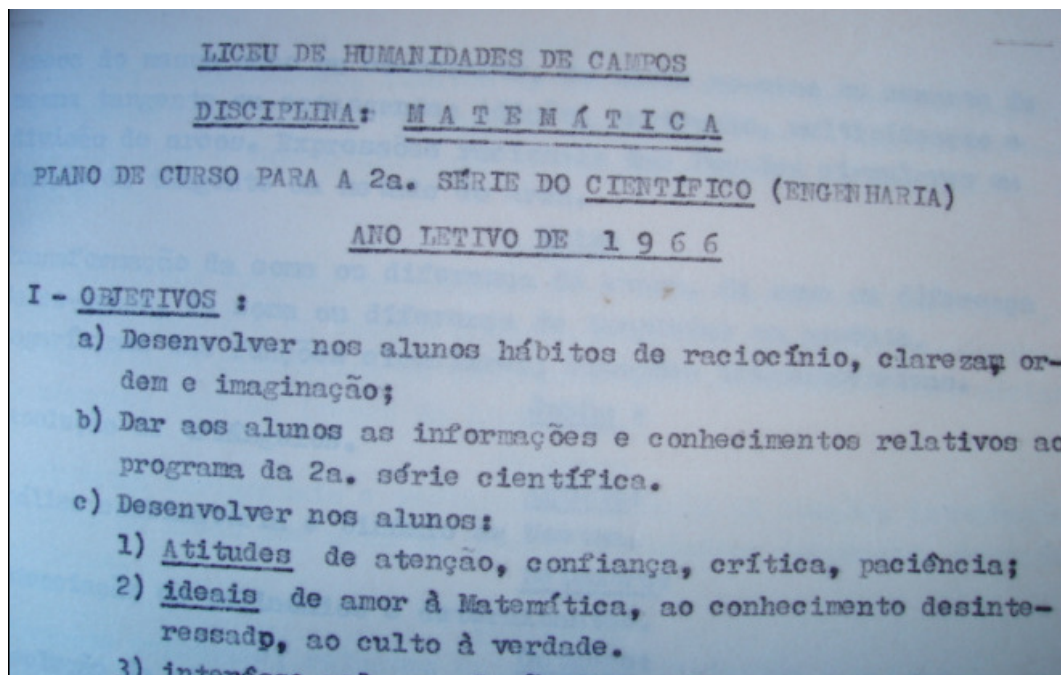 LICEU DE HUMANIDADES DE CAMPOS
DISCIPLINA: M A T E M Á T I C A
PLANO DE CURSO PARA A 2a. SÉRIE DO CIENTÍFICO (ENGENHARIA)
ANO LETIVO DE 1 9 6 6
I - OBJETIVOS :
a) Desenvolver nos alunos hábitos de raciocínio, clareza, or-
dem e imaginação;
b) Dar aos alunos as informações e conhecimentos relativos ao
programa da 2a. série científica.
c) Desenvolver nos alunos:
1) Atitudes de atenção, confiança, crítica, paciência;
2) ideais de amor à Matemática, ao conhecimento desinte-
ressado, ao culto à verdade.
3)